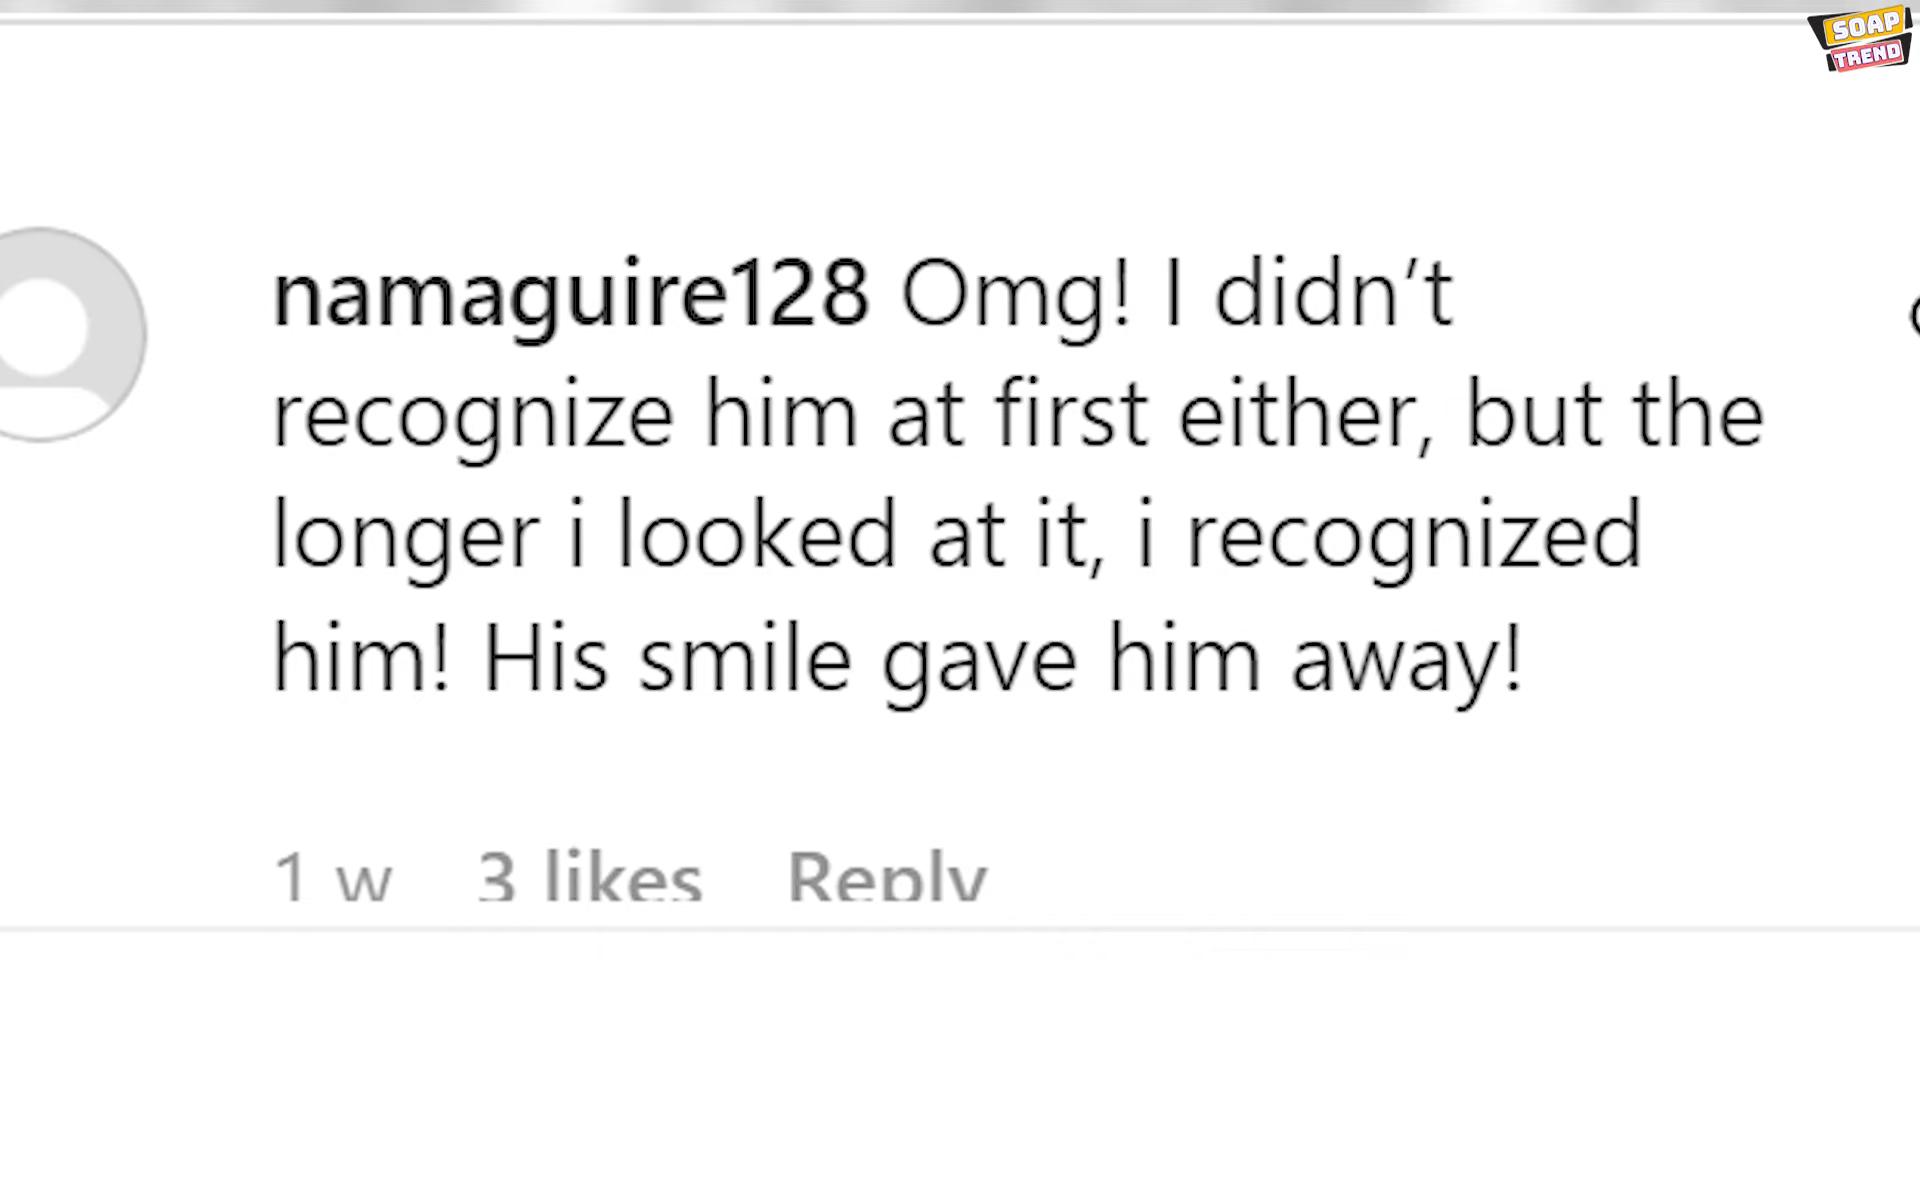 SOAP
TREND
namaguire128 Omg! I didn’t
recognize him at first either, but the
longer i looked at it, i recognized
him! His smile gave him away!
1 w 3 likes Reply